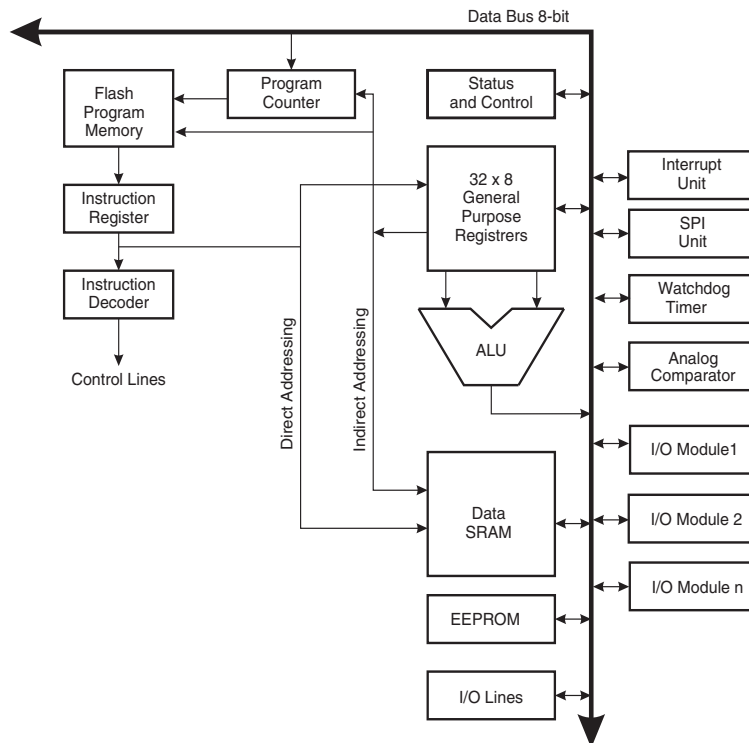 Data Bus 8-bit
Flash
Program
Memory
Program
Counter
Status
and Control
Instruction
Register
32 x 8
General
Purpose
Registrers
Interrupt
Unit
SPI
Unit
Instruction
Decoder
Watchdog
Timer
ALU
Analog
Comparator
Control Lines
Direct Addressing
Indirect Addressing
I/O Module1
Data
SRAM
I/O Module 2
I/O Module n
EEPROM
I/O Lines